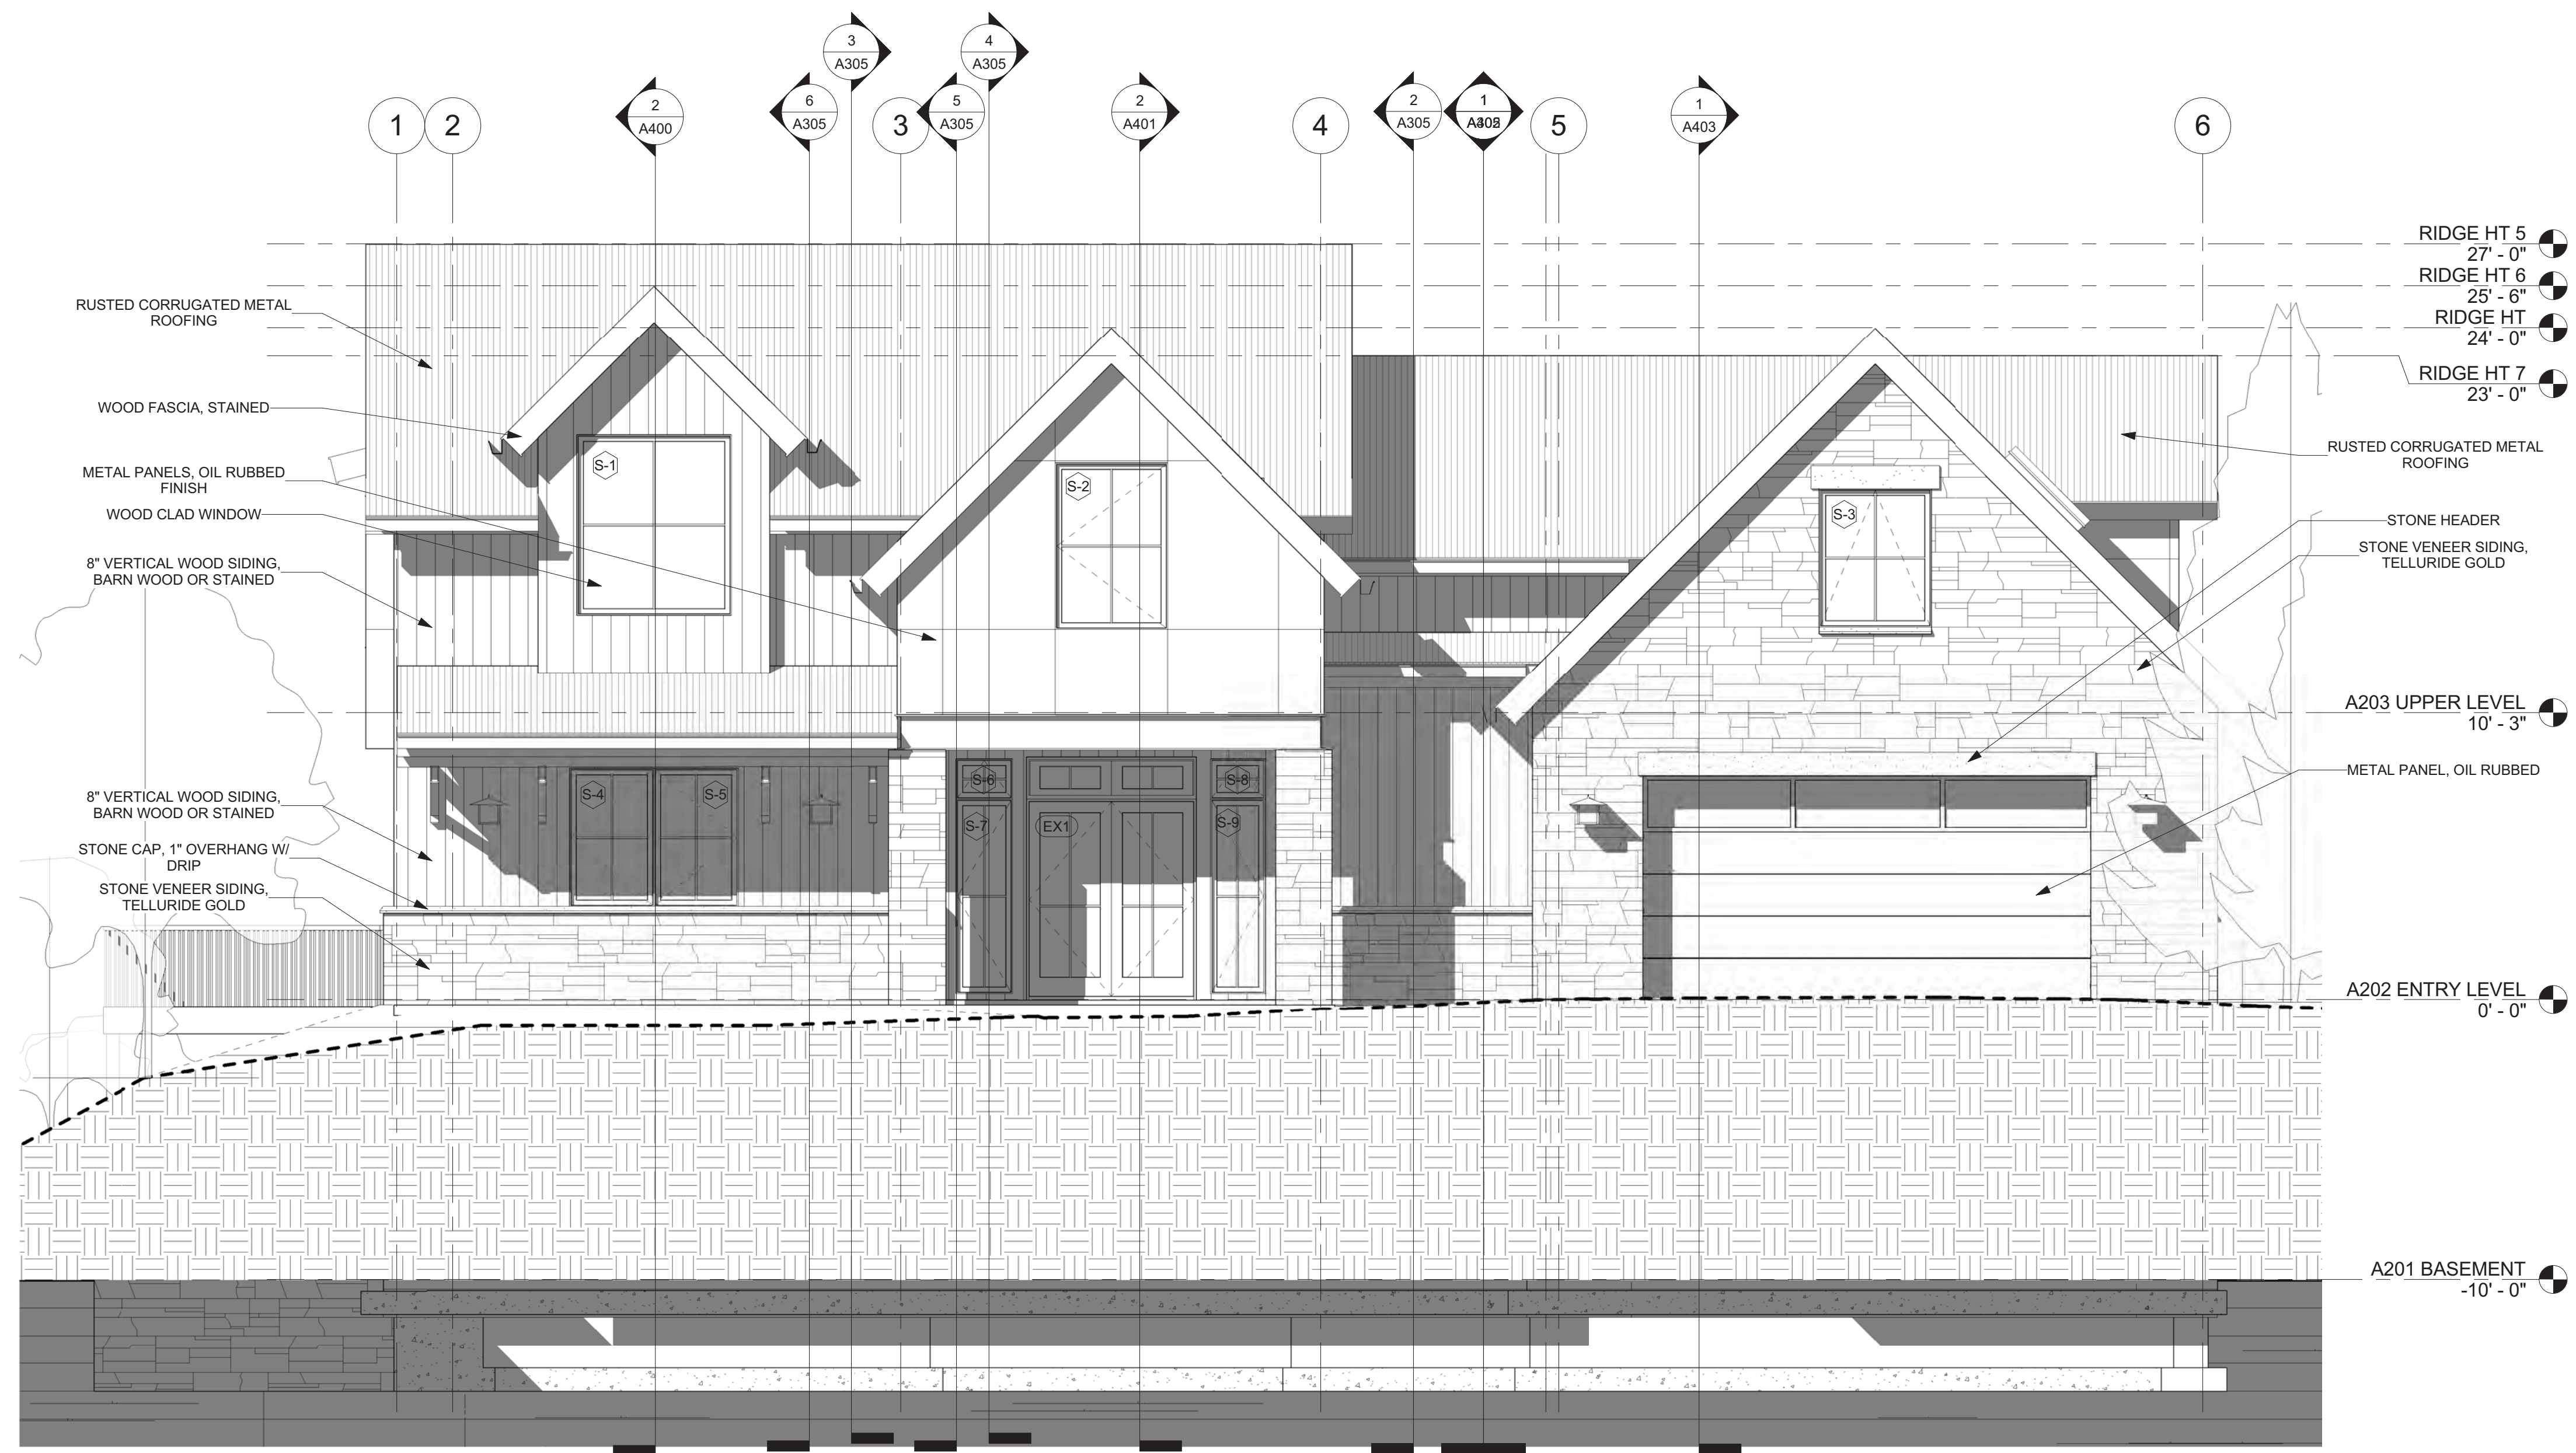 3
A305
4
A305
1
2
2
A400
6
A305
3
5
A305
2
A401
4
2
A305
1
5
1
A403
6
RIDGE HT 5
27' - 0"
RIDGE HT 6
25' - 6"
RIDGE HT
24' - 0"
RIDGE HT 7
23' - 0"
RUSTED CORRUGATED METAL
ROOFING
WOOD FASCIA, STAINED
METAL PANELS, OIL RUBBED
FINISH
WOOD CLAD WINDOW
8" VERTICAL WOOD SIDING,
BARN WOOD OR STAINED
8" VERTICAL WOOD SIDING,
BARN WOOD OR STAINED
STONE CAP, 1" OVERHANG W/
DRIP
STONE VENEER SIDING,
TELLURIDE GOLD
S-1
S-2
S-3
S-4
S-5
S-6
S-8
S-7
EX1
S-9
RUSTED CORRUGATED METAL
ROOFING
STONE HEADER
STONE VENEER SIDING,
TELLURIDE GOLD
A203 UPPER LEVEL
10' - 3"
METAL PANEL, OIL RUBBED
A202 ENTRY LEVEL
0' - 0"
A201 BASEMENT
-10' - 0"